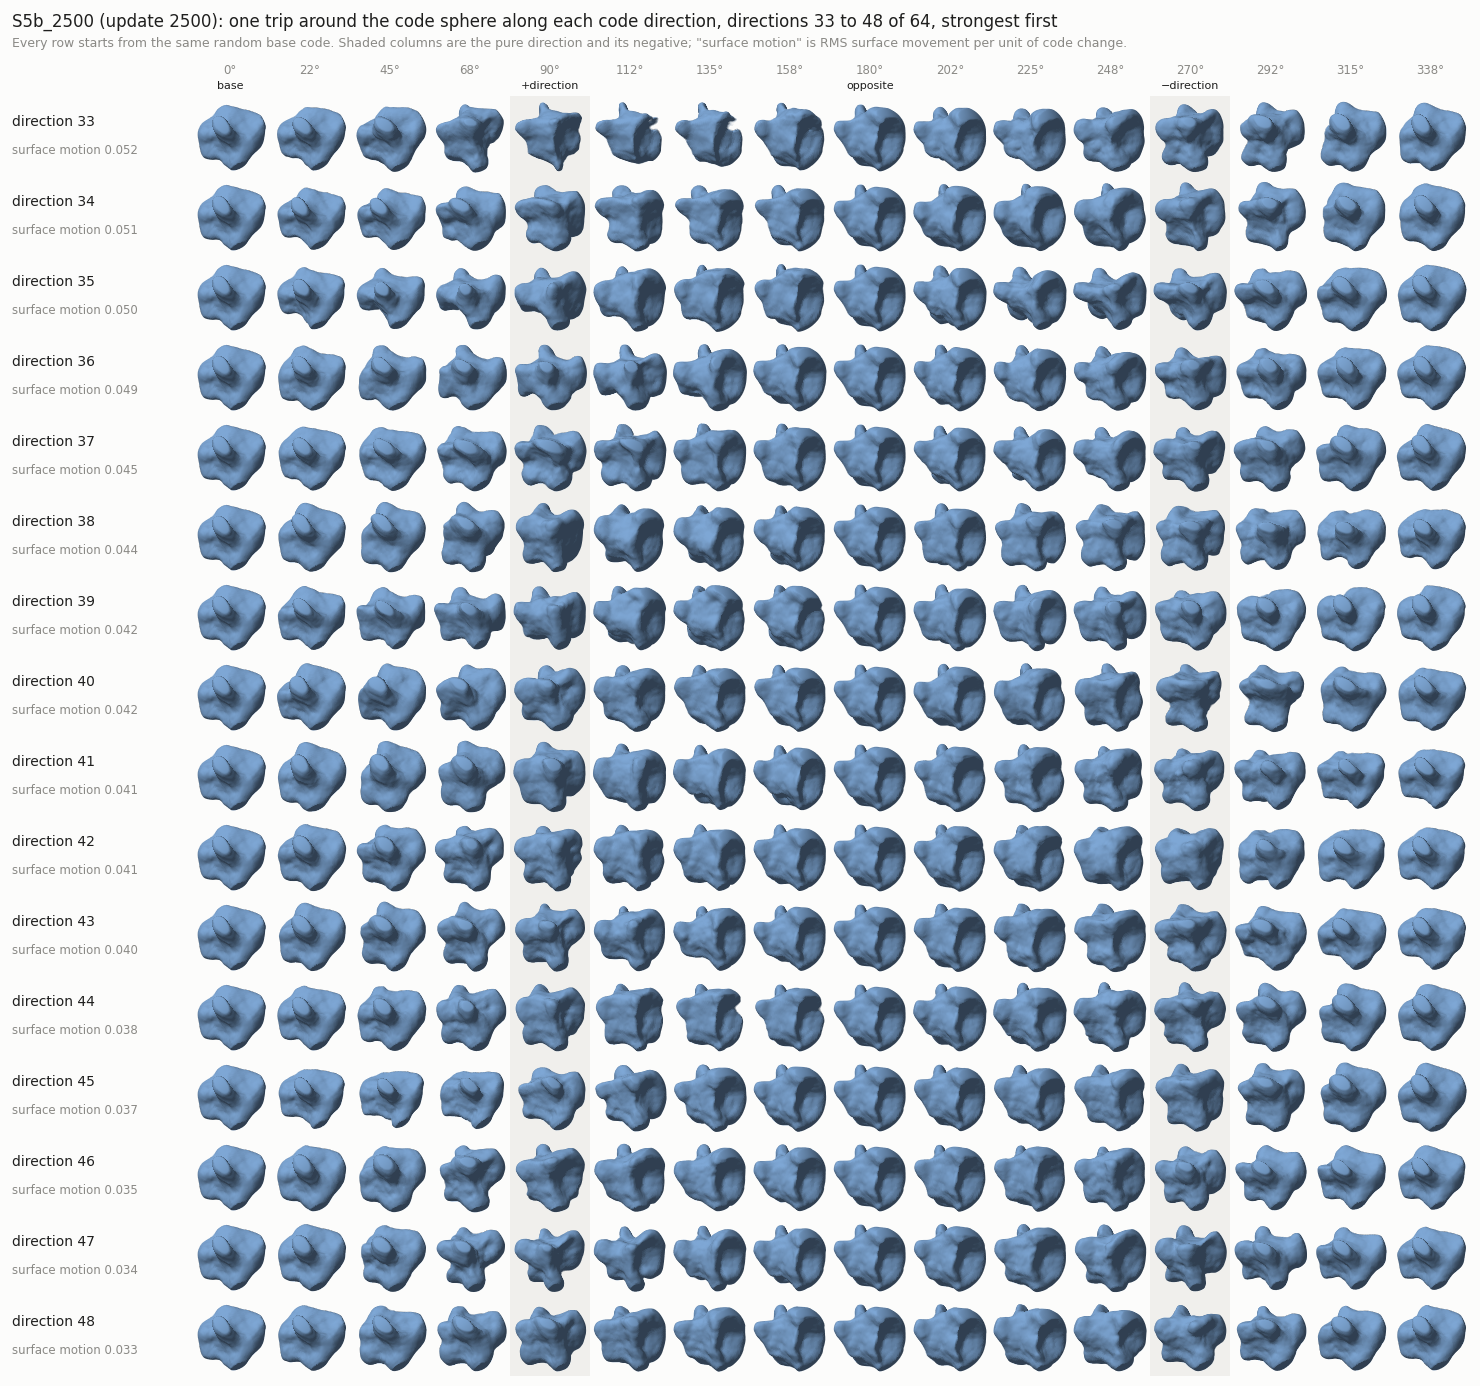 S5b_2500 (update 2500): one trip around the code sphere along each code direction, directions 33 to 48 of 64, strongest first
Every row starts from the same random base code. Shaded columns are the pure direction and its negative; "surface motion" is RMS surface movement per unit of code change.
0° 22° 45° 68° 90° 112° 135° 158° 180° 202° 225° 248° 270° 292° 315° 338°
base +direction opposite −direction
direction 33
surface motion 0.052
direction 34
surface motion 0.051
direction 35
surface motion 0.050
direction 36
surface motion 0.049
direction 37
surface motion 0.045
direction 38
surface motion 0.044
direction 39
surface motion 0.042
direction 40
surface motion 0.042
direction 41
surface motion 0.041
direction 42
surface motion 0.041
direction 43
surface motion 0.040
direction 44
surface motion 0.038
direction 45
surface motion 0.037
direction 46
surface motion 0.035
direction 47
surface motion 0.034
direction 48
surface motion 0.033